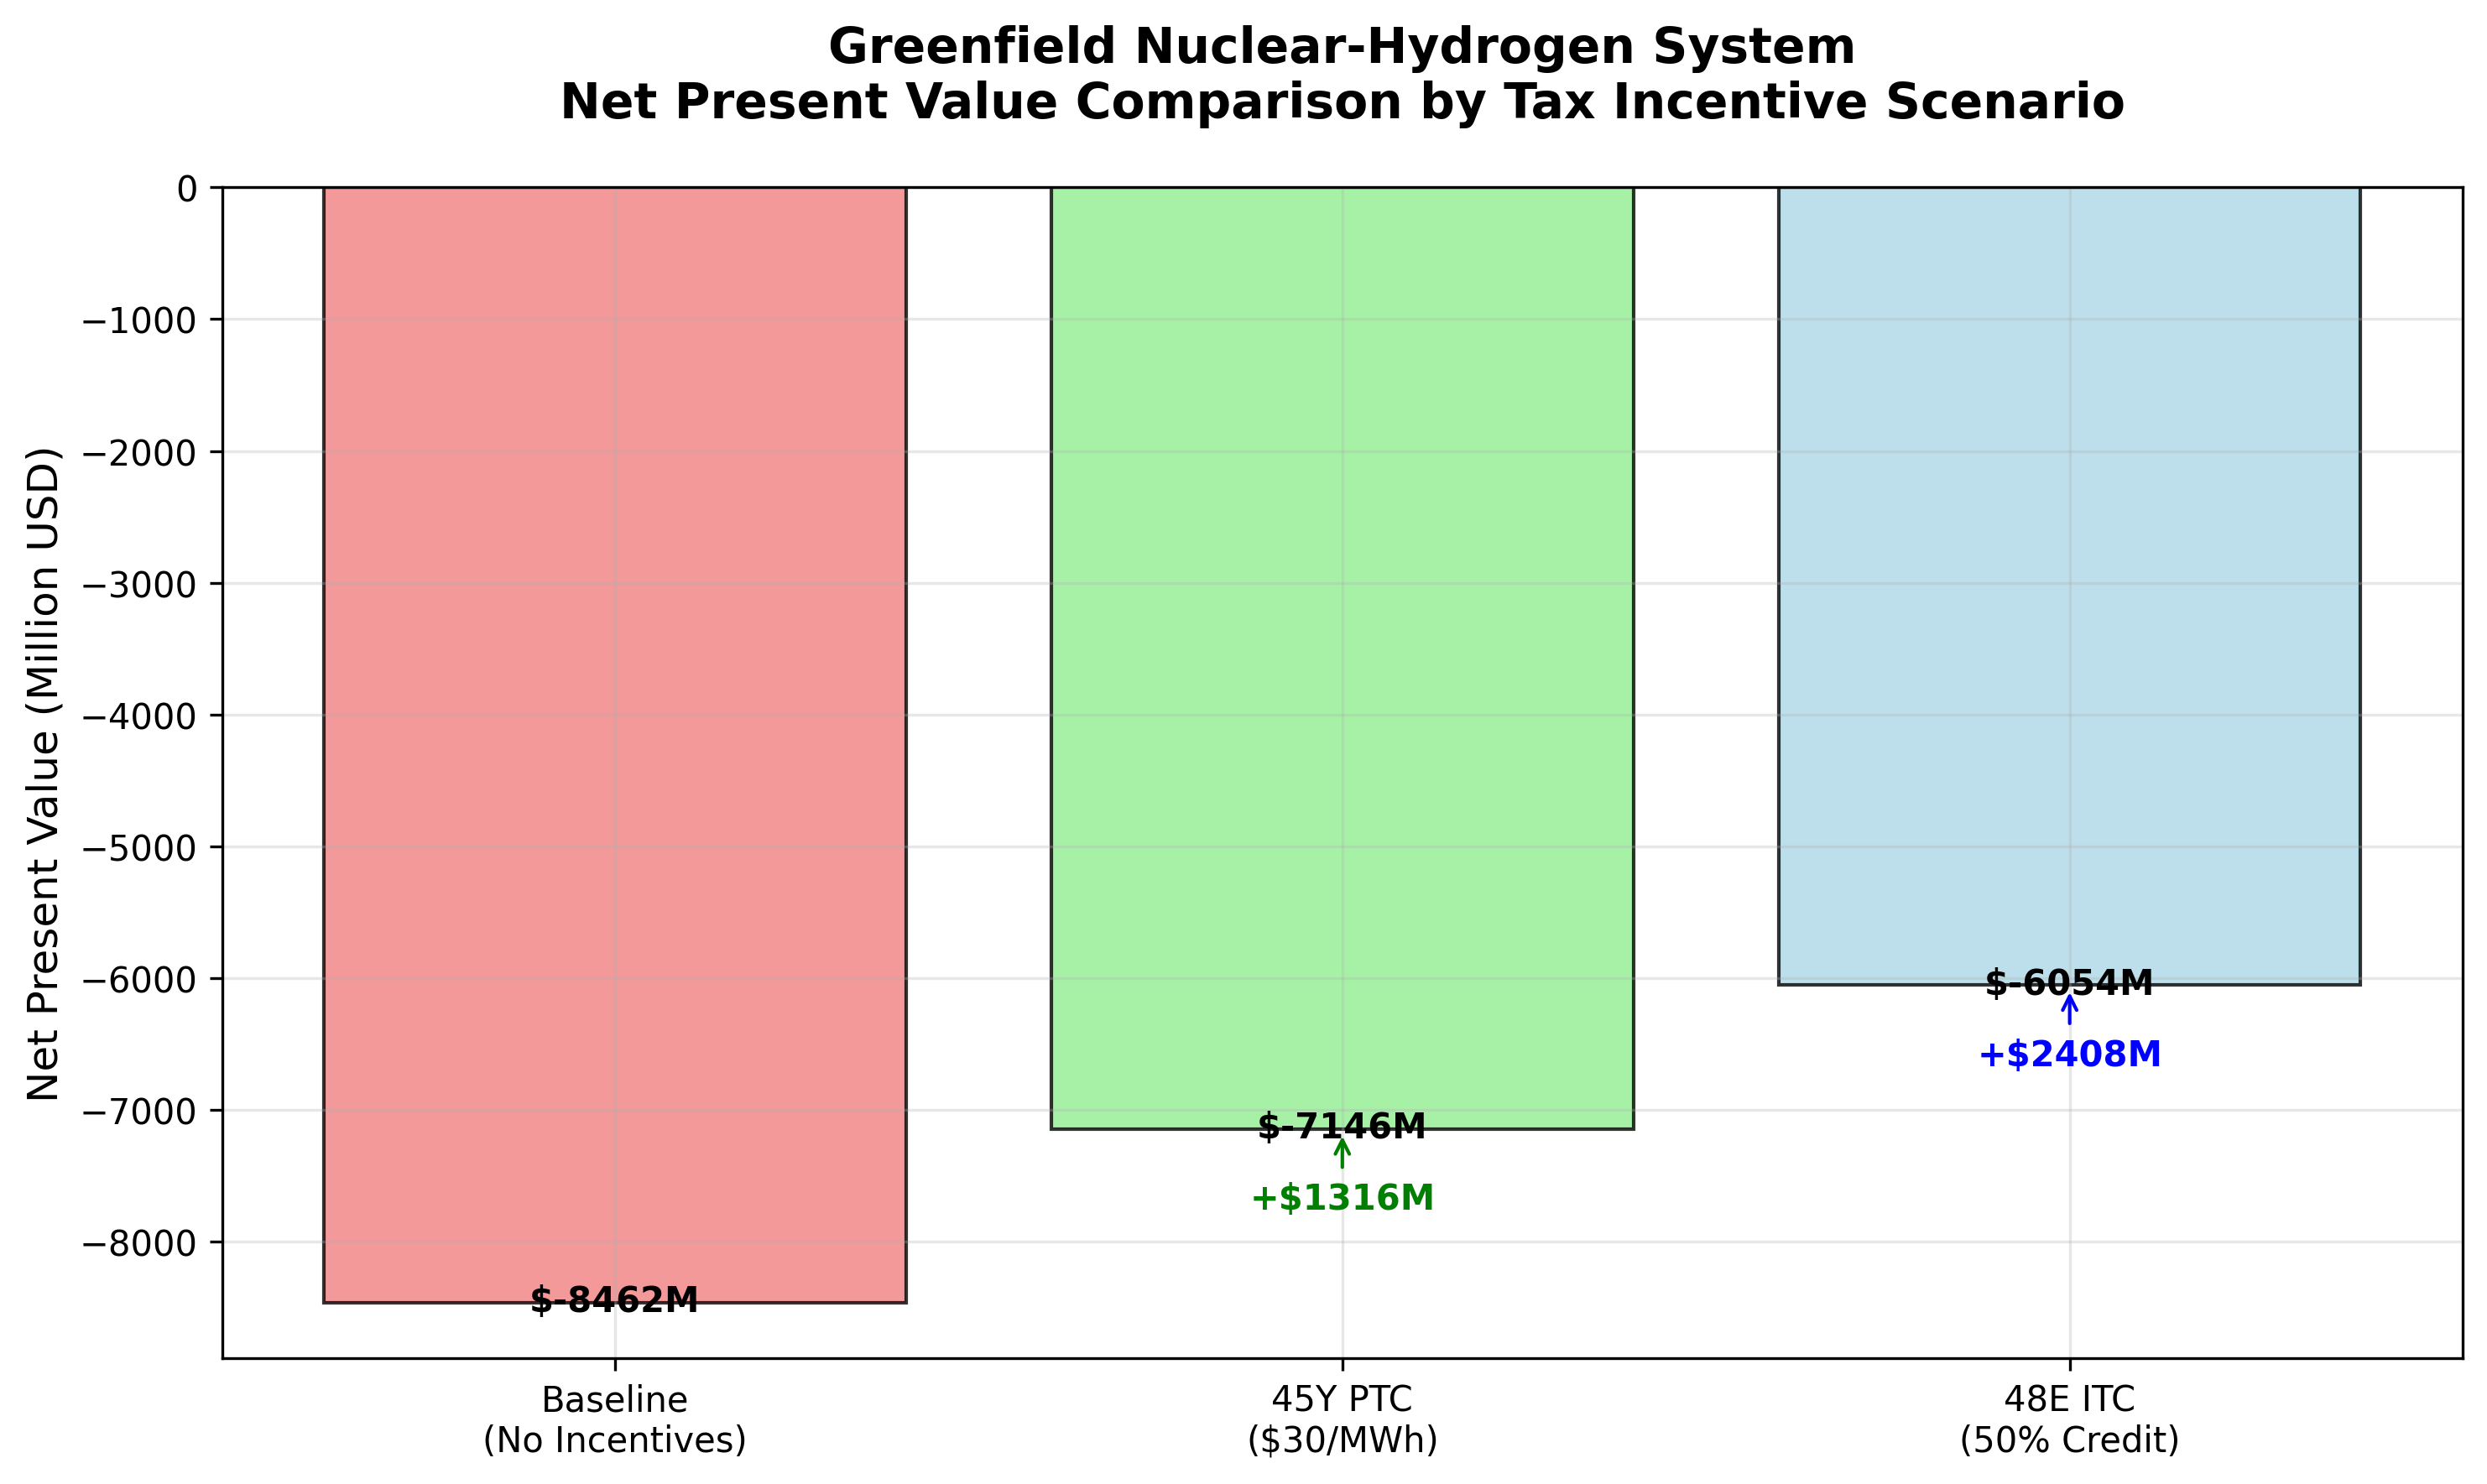 Greenfield Nuclear-Hydrogen System
Net Present Value Comparison by Tax Incentive Scenario
Net Present Value (Million USD)
0
−1000
−2000
−3000
−4000
−5000
−6000
−7000
−8000
$-8462M
$-7146M
+$1316M
$-6054M
+$2408M
Baseline
(No Incentives)
45Y PTC
($30/MWh)
48E ITC
(50% Credit)